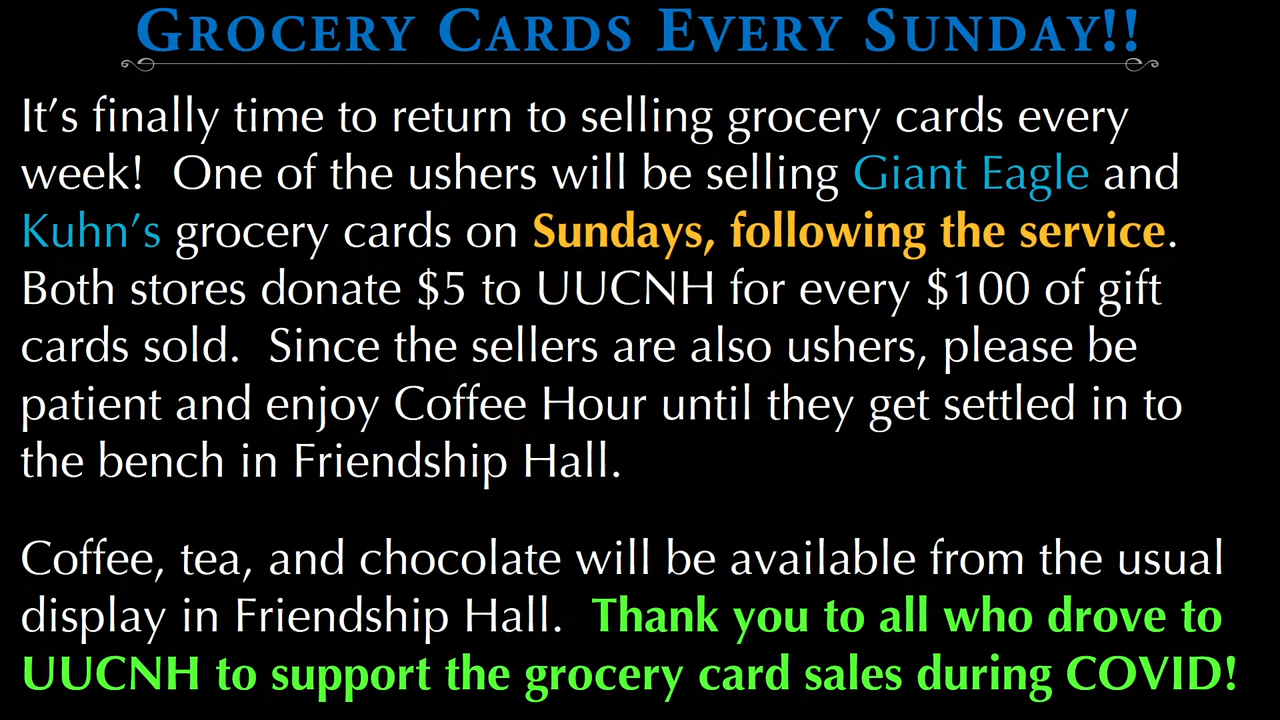 GROCERY CARDS EVERY SUNDAY!!
It’s finally time to return to selling grocery cards every
week!  One of the ushers will be selling Giant Eagle and
Kuhn’s grocery cards on Sundays, following the service.
Both stores donate $5 to UUCNH for every $100 of gift
cards sold.  Since the sellers are also ushers, please be
patient and enjoy Coffee Hour until they get settled in to
the bench in Friendship Hall.
Coffee, tea, and chocolate will be available from the usual
display in Friendship Hall.  Thank you to all who drove to
UUCNH to support the grocery card sales during COVID!